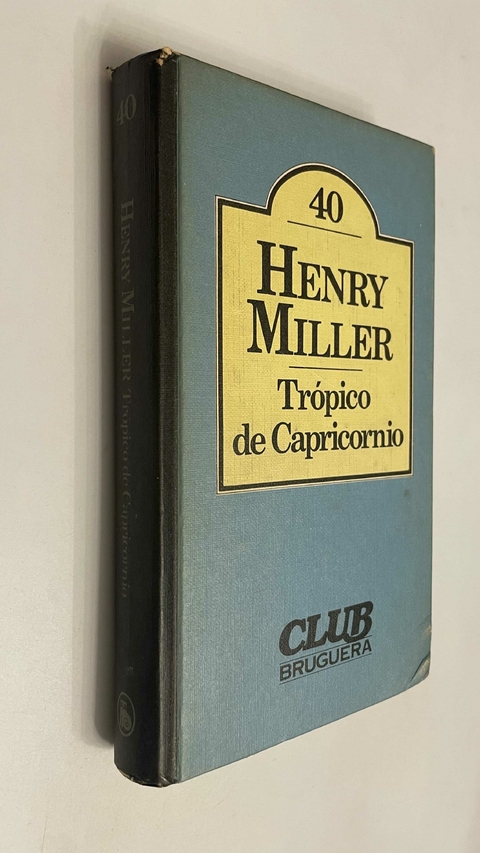 40
HENRY MILLER Trópico de Capricornio
40
HENRY
MILLER
Trópico
de Capricornio
CLUB
BRUGUERA